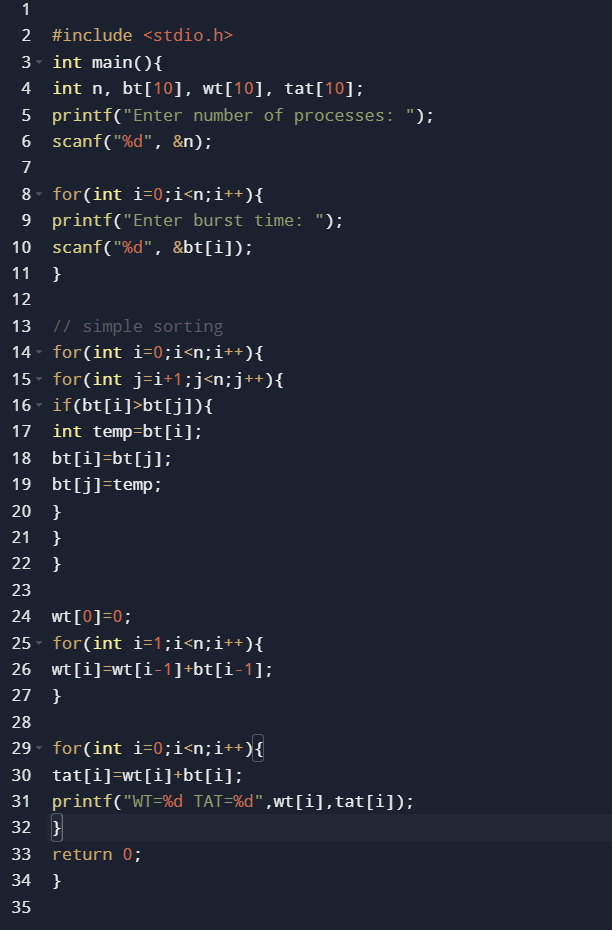 1
2 #include <stdio.h>
3 int main(){
4 int n, bt[10], wt[10], tat[10];
5 printf("Enter number of processes: ");
6 scanf("%d", &n);
7
8 for(int i=0;i<n;i++){
9 printf("Enter burst time: ");
10 scanf("%d", &bt[i]);
11 }
12
13 // simple sorting
14 for(int i=0;i<n;i++){
15 for(int j=i+1;j<n;j++){
16 if(bt[i]>bt[j]){
17 int temp=bt[i];
18 bt[i]=bt[j];
19 bt[j]=temp;
20 }
21 }
22 }
23
24 wt[0]=0;
25 for(int i=1;i<n;i++){
26 wt[i]=wt[i-1]+bt[i-1];
27 }
28
29 for(int i=0;i<n;i++){
30 tat[i]=wt[i]+bt[i];
31 printf("WT=%d TAT=%d",wt[i],tat[i]);
32 }
33 return 0;
34 }
35